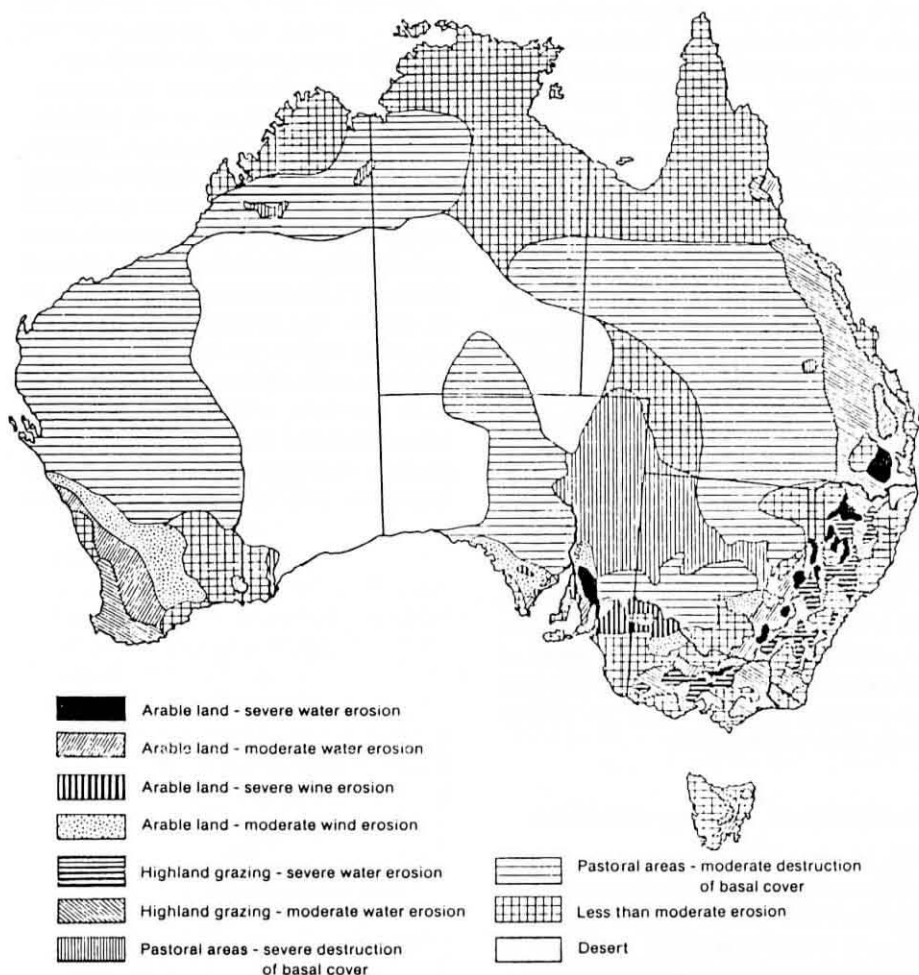 Arable land - severe water erosion
Arable land - moderate water erosion
Arable land - severe wine erosion
Arable land - moderate wind erosion
Highland grazing - severe water erosion
Highland grazing - moderate water erosion
Pastoral areas - severe destruction
of basal cover
Pastoral areas - moderate destruction
of basal cover
Less than moderate erosion
Desert